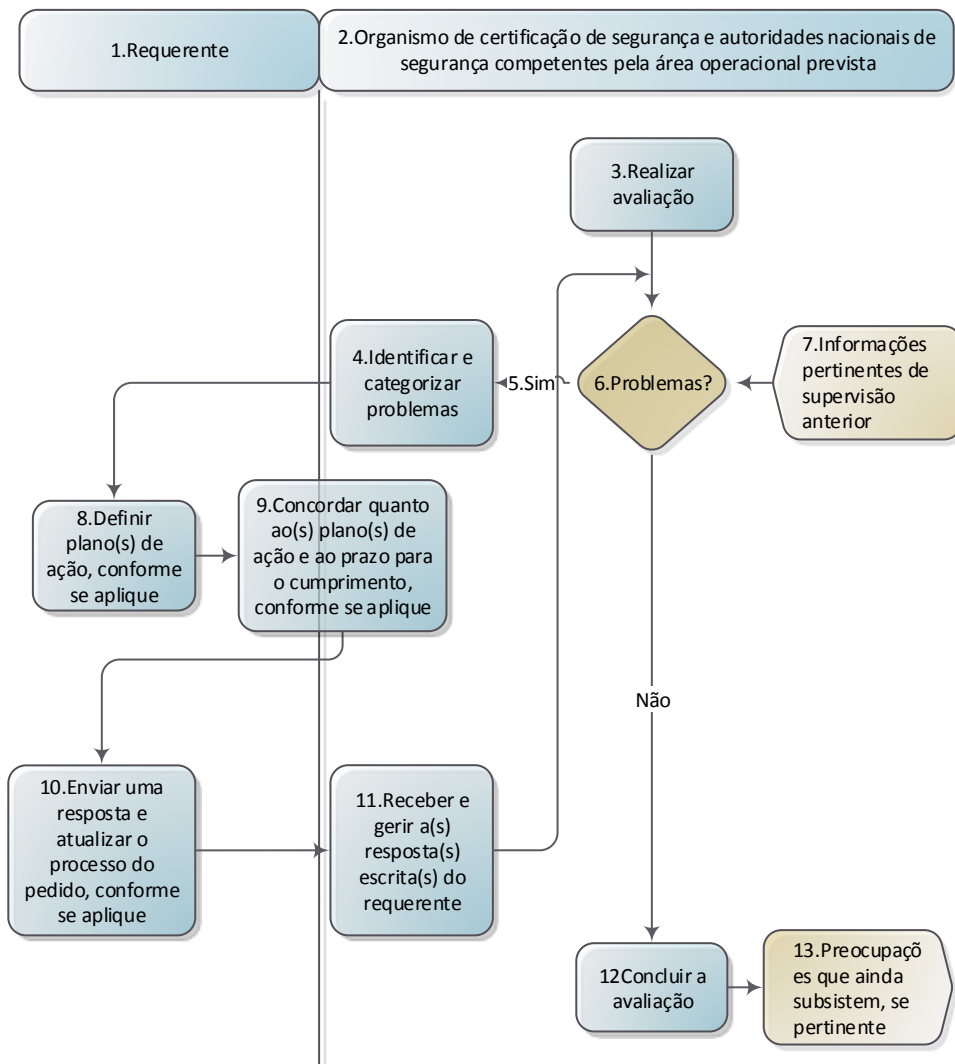 1.Requerente
2.Organismo de certificação de segurança e autoridades nacionais de
segurança competentes pela área operacional prevista
3.Realizar
avaliação
4.Identificar e
categorizar
problemas
5.Sim
6.Problemas?
7.Informações
pertinentes de
supervisão
anterior
8.Definir
plano(s) de
ação, conforme
se aplique
9.Concordar quanto
ao(s) plano(s) de
ação e ao prazo para
o cumprimento,
conforme se aplique
Não
10.Enviar uma
resposta e
atualizar o
processo do
pedido, conforme
se aplique
11.Receber e
gerir a(s)
resposta(s)
escrita(s) do
requerente
12Concluir a
avaliação
13.Preocupaçõ
es que ainda
subsistem, se
pertinente